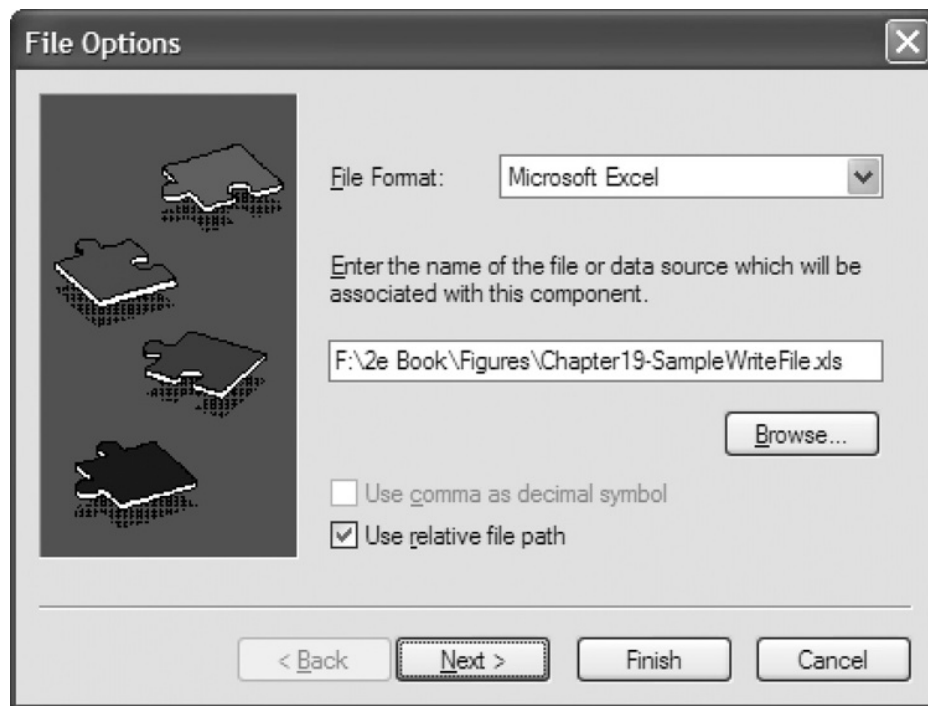 File Options
File Format:
Microsoft Excel
Enter the name of the file or data source which will be
associated with this component.
F:\2e Book\Figures\Chapter19-SampleWriteFile.xls
Browse...
Use comma as decimal symbol
Use relative file path
< Back
Next >
Finish
Cancel